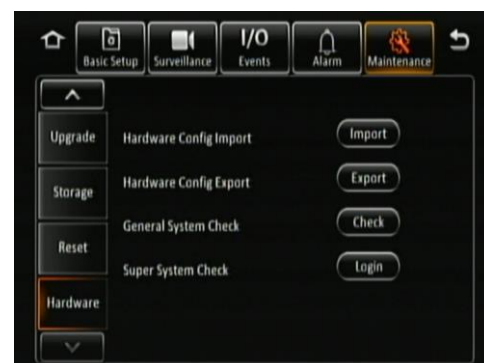 I/O
Basic Setup Surveillance Events Alarm Maintenance
Upgrade
Hardware Config Import Import
Storage
Hardware Config Export Export
General System Check Check
Reset
Super System Check Login
Hardware